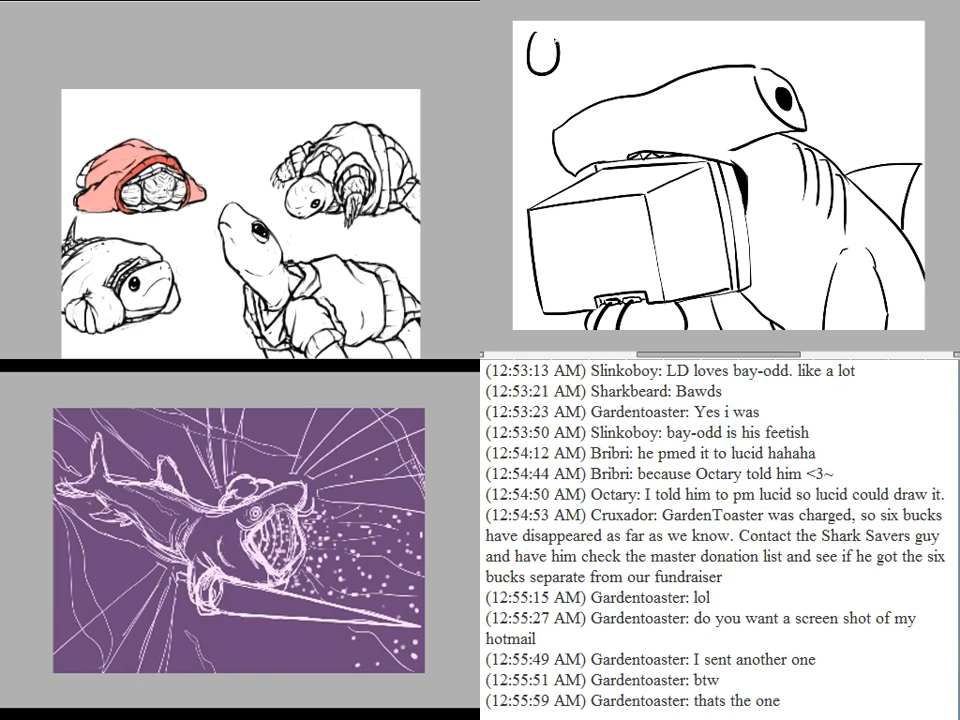 (12:53:13 AM) Slinkoboy: LD loves bay-odd. like a lot
(12:53:21 AM) Sharkbeard: Bawds
(12:53:23 AM) Gardentoaster: Yes i was
(12:53:50 AM) Slinkoboy: bay-odd is his feetish
(12:54:12 AM) Bribri: he pmed it to lucid hahaha
(12:54:44 AM) Bribri: because Octary told him <3~
(12:54:50 AM) Octary: I told him to pm lucid so lucid could draw it.
(12:54:53 AM) Cruxador: GardenToaster was charged, so six bucks
have disappeared as far as we know. Contact the Shark Savers guy
and have him check the master donation list and see if he got the six
bucks separate from our fundraiser
(12:55:15 AM) Gardentoaster: lol
(12:55:27 AM) Gardentoaster: do you want a screen shot of my
hotmail
(12:55:49 AM) Gardentoaster: I sent another one
(12:55:51 AM) Gardentoaster: btw
(12:55:59 AM) Gardentoaster: thats the one